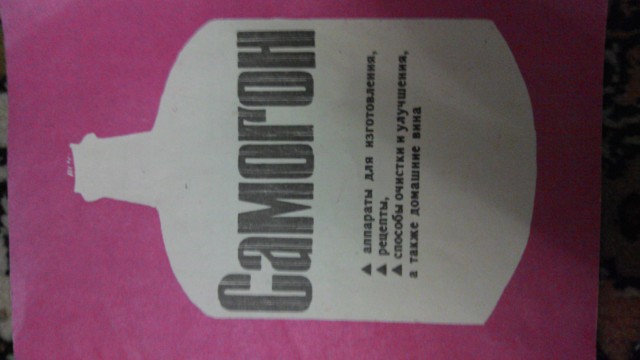 Самогон
▲ аппараты для изготовления,
▲ рецепты,
▲ способы очистки и улучшения,
а также домашние вина